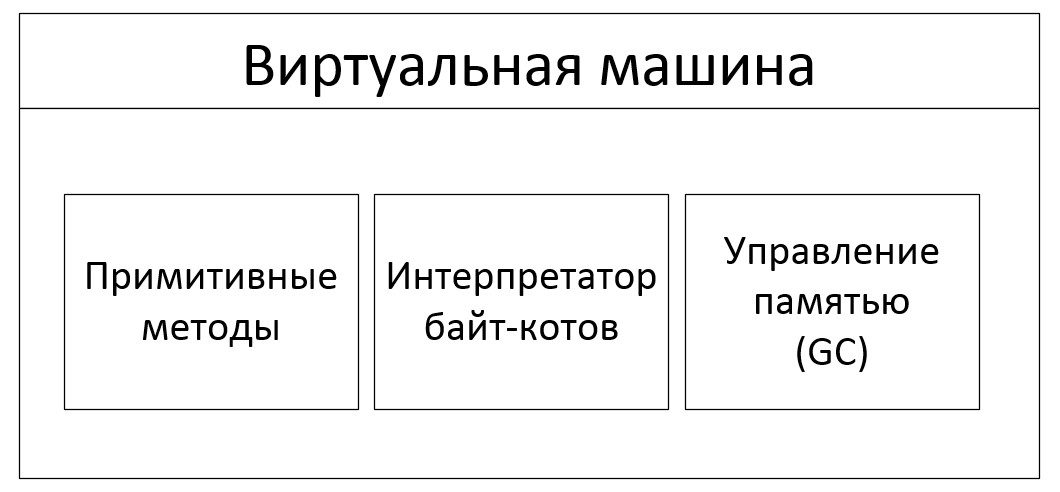 Виртуальная машина
Примитивные
методы
Интерпретатор
байт-котов
Управление
памятью
(GC)